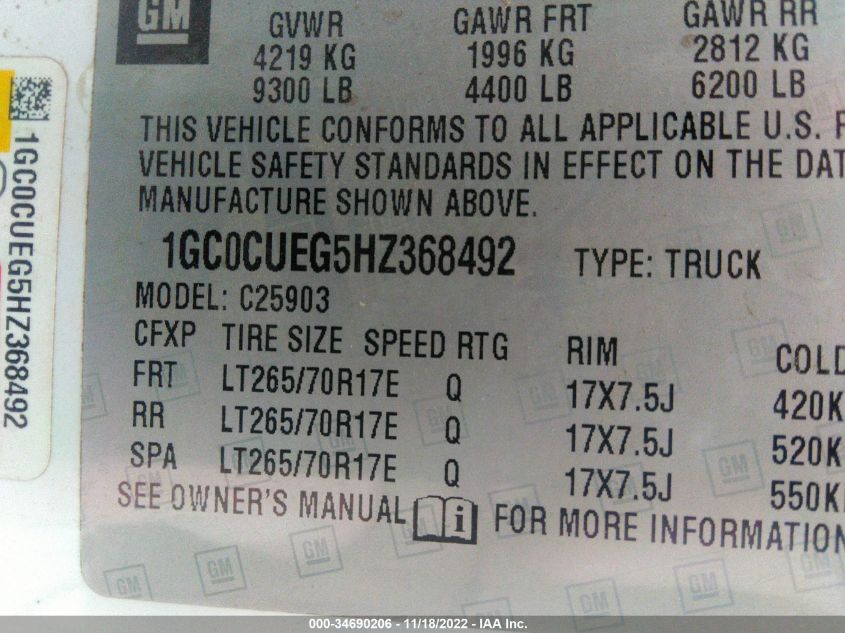 GM
GVWR GAWR FRT GAWR RR
4219 KG 1996 KG 2812 KG
9300 LB 4400 LB 6200 LB
THIS VEHICLE CONFORMS TO ALL APPLICABLE U.S. F
VEHICLE SAFETY STANDARDS IN EFFECT ON THE DAT
MANUFACTURE SHOWN ABOVE.
1GC0CUEG5HZ368492 TYPE: TRUCK
MODEL: C25903
CFXP TIRE SIZE SPEED RTG RIM COLD
FRT LT265/70R17E Q 17X7.5J 420K
RR LT265/70R17E Q 17X7.5J 520K
SPA LT265/70R17E Q 17X7.5J 550K
SEE OWNER'S MANUAL i FOR MORE INFORMATION
1GC0CUEG5HZ368492
000-34690206 - 11/18/2022 - IAA Inc.